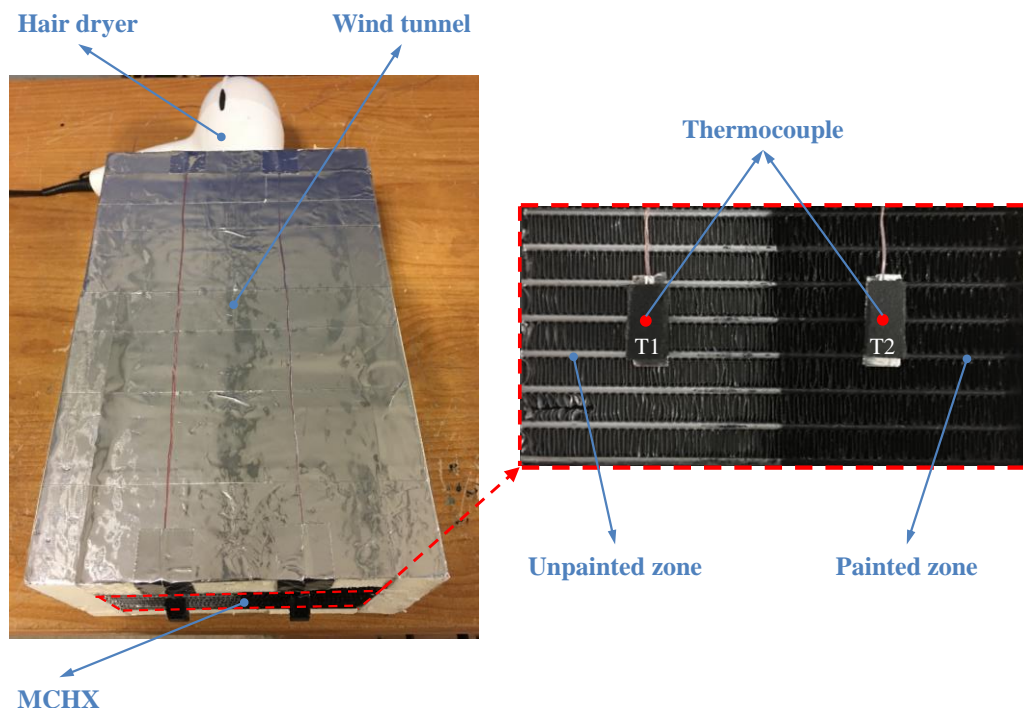 Hair dryer
Wind tunnel
Thermocouple
T1
T2
Unpainted zone
Painted zone
MCHX